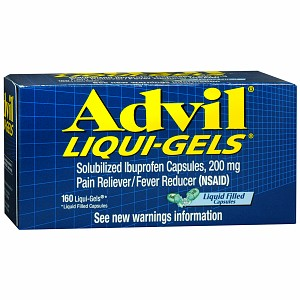 Advil®
LIQUI-GELS®
Solubilized Ibuprofen Capsules, 200 mg
Pain Reliever/Fever Reducer (NSAID)
160 Liqui-Gels®*
*Liquid Filled Capsules
Liquid Filled
Capsules
See new warnings information